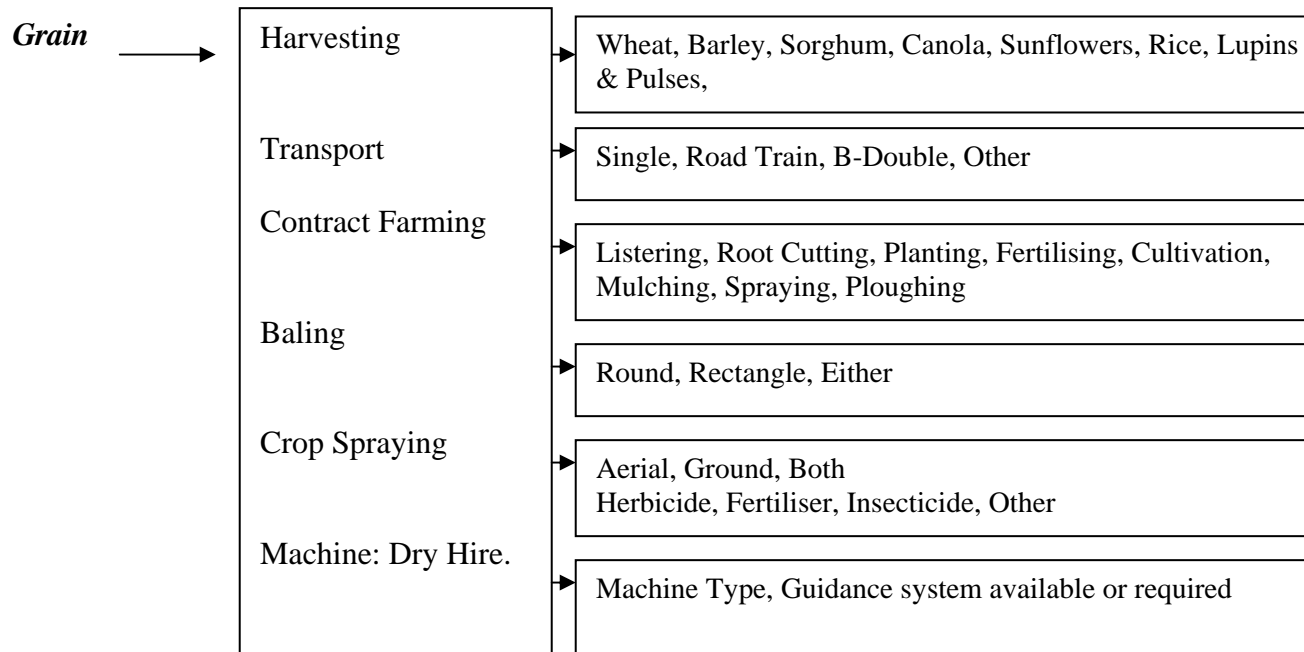 Grain
Harvesting
Wheat, Barley, Sorghum, Canola, Sunflowers, Rice, Lupins
& Pulses,
Transport
Single, Road Train, B-Double, Other
Contract Farming
Listering, Root Cutting, Planting, Fertilising, Cultivation,
Mulching, Spraying, Ploughing
Baling
Round, Rectangle, Either
Crop Spraying
Aerial, Ground, Both
Herbicide, Fertiliser, Insecticide, Other
Machine: Dry Hire.
Machine Type, Guidance system available or required